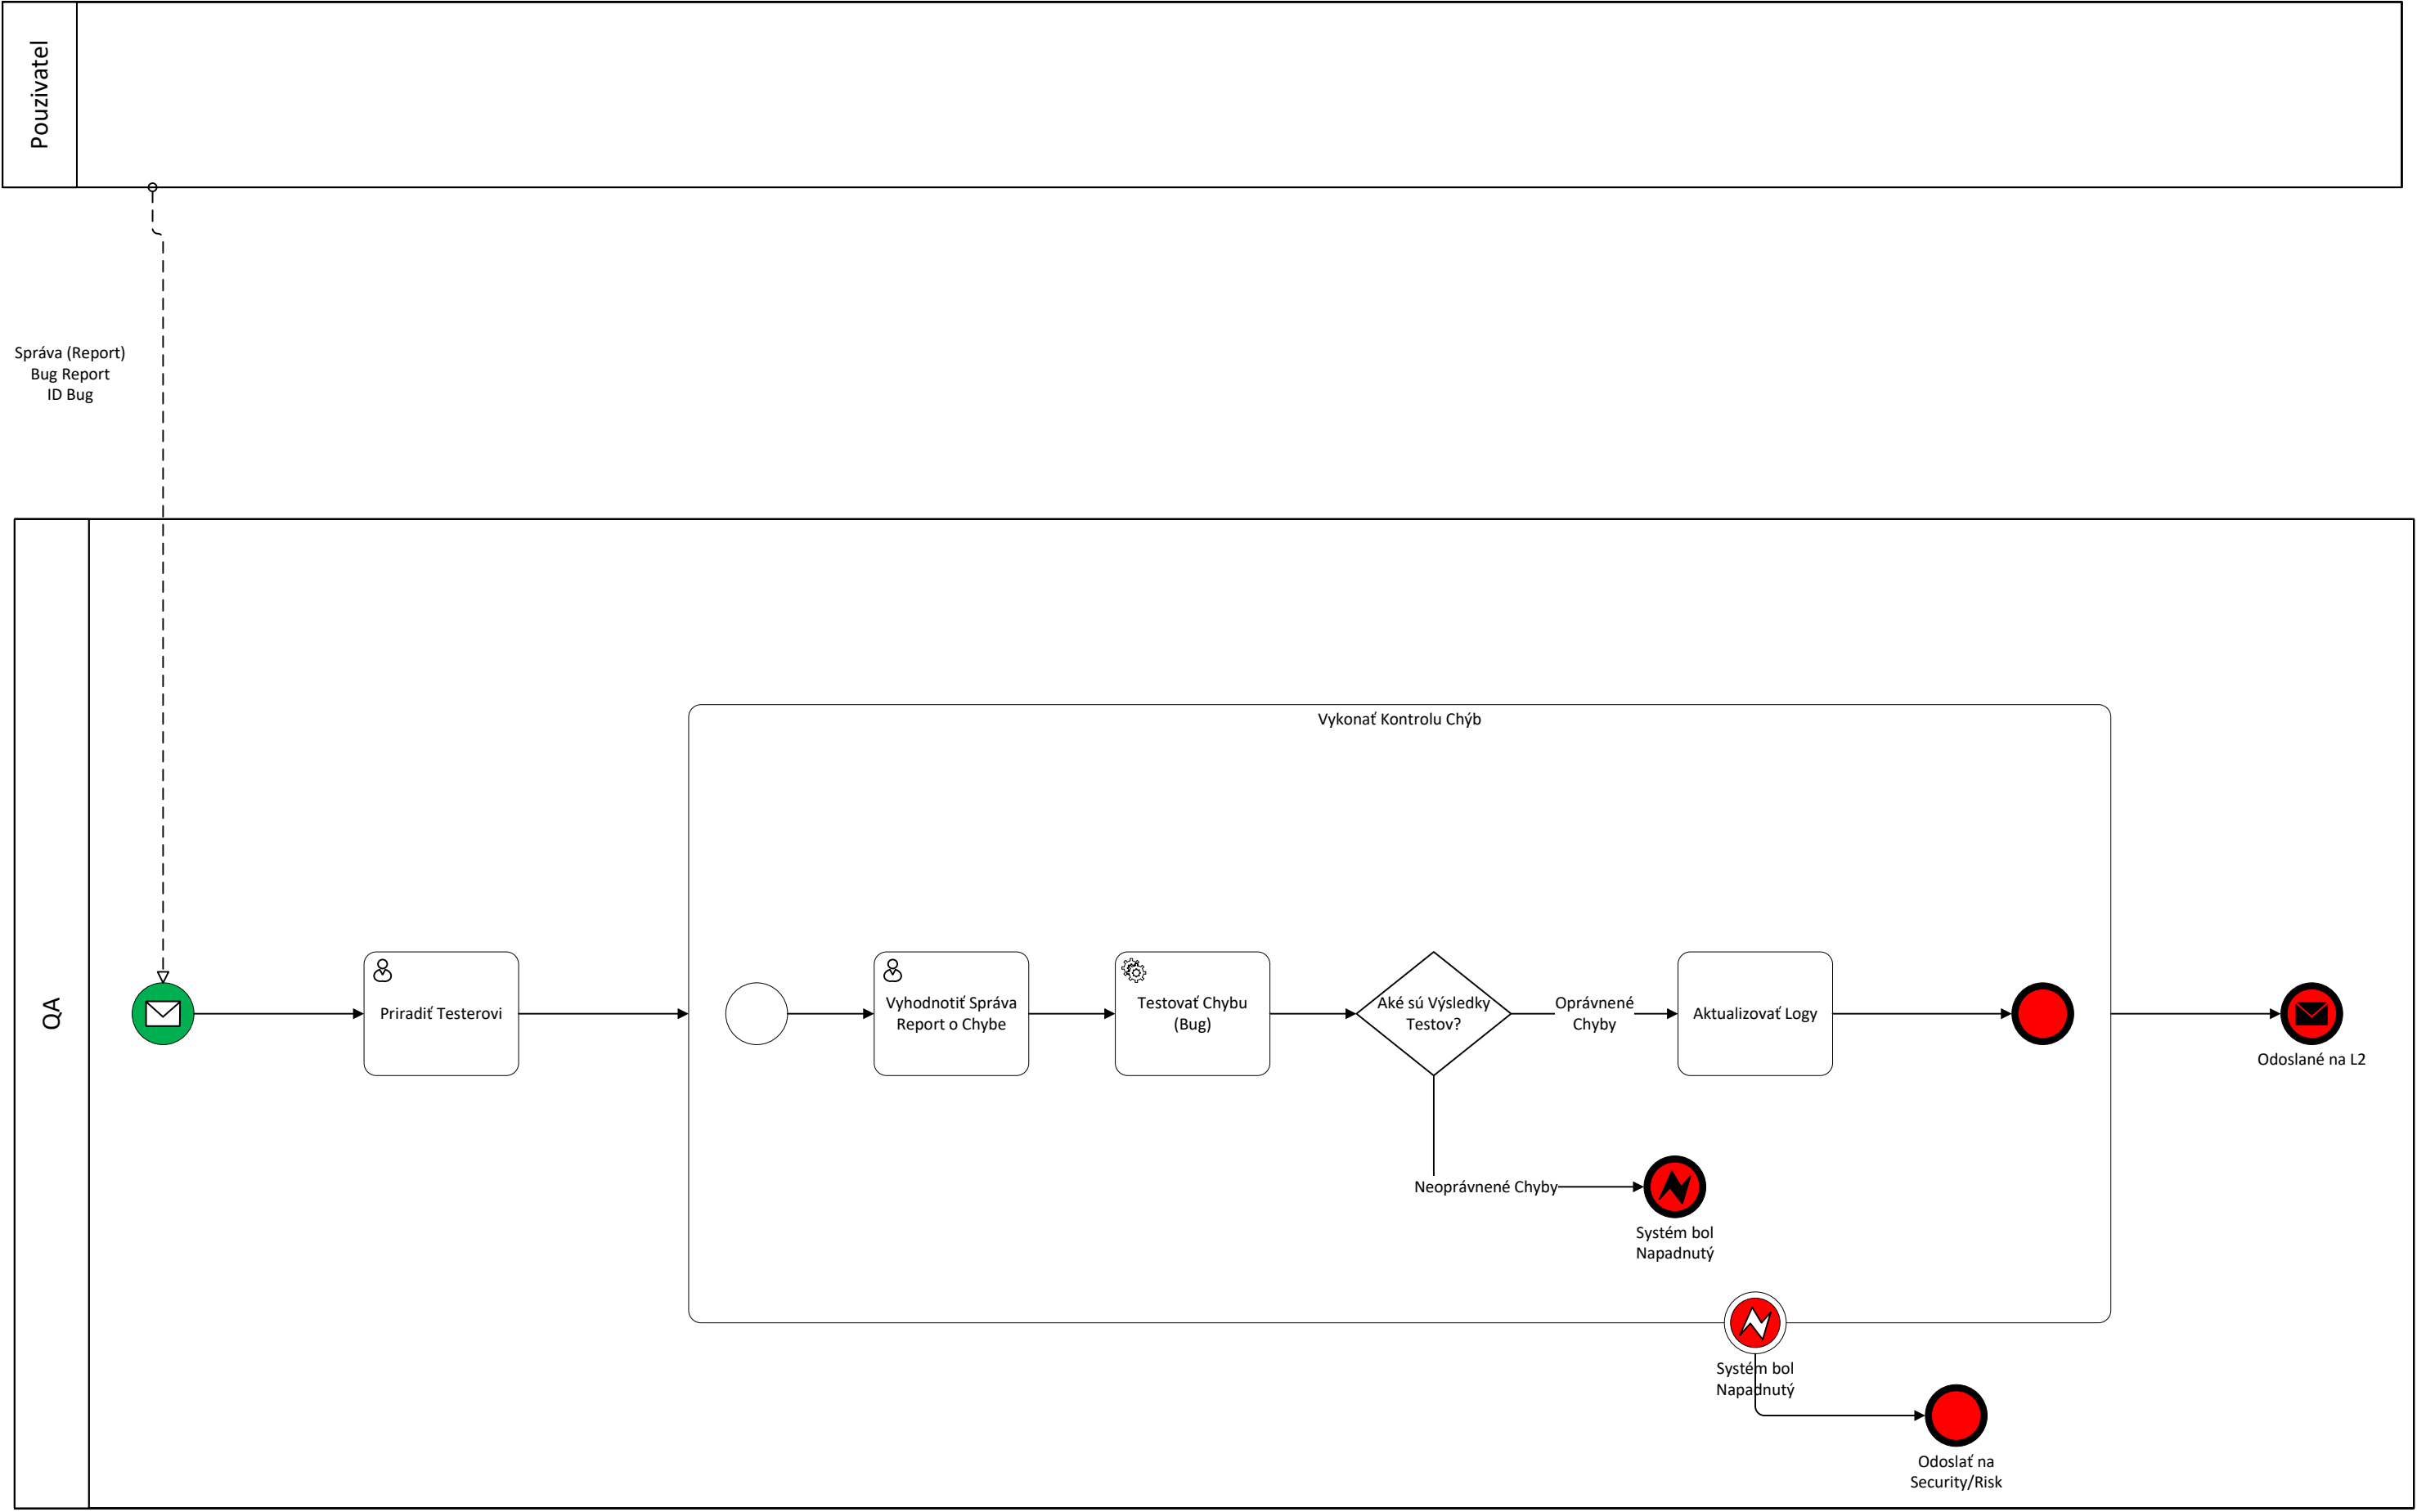 Pouzivatel
Správa (Report)
Bug Report
ID Bug
QA
Vykonať Kontrolu Chýb
Priradiť Testerovi
Vyhodnotiť Správa
Report o Chybe
Testovať Chybu
(Bug)
Aké sú Výsledky
Testov?
Oprávnené
Chyby
Aktualizovať Logy
Odoslané na L2
Neoprávnené Chyby
Systém bol
Napadnutý
Systém bol
Napadnutý
Odoslať na
Security/Risk